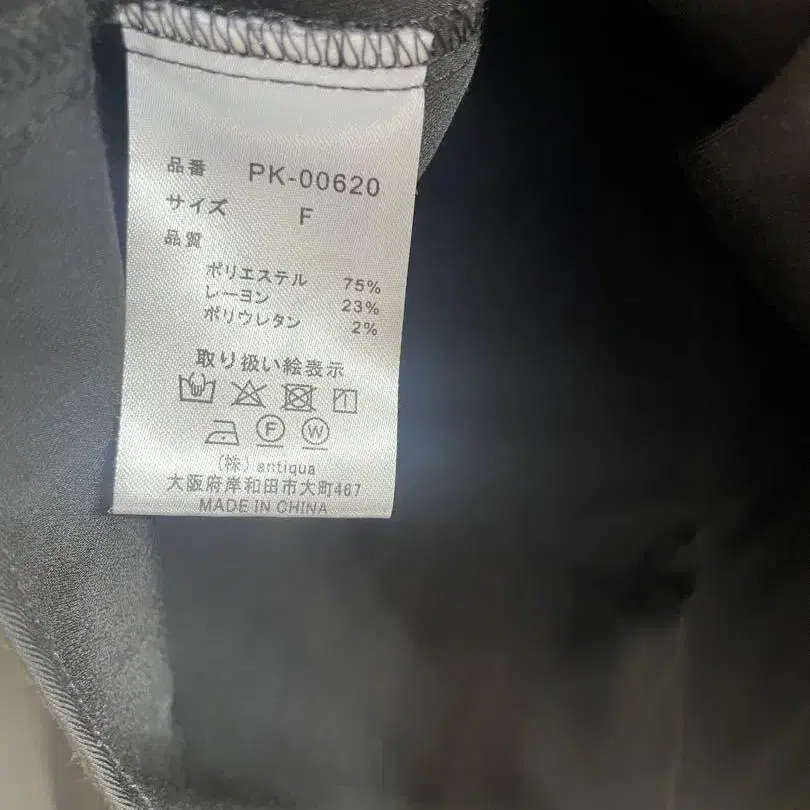 品番 PK-00620
サイズ F
品質
ポリエステル 75%
レーヨン 23%
ポリウレタン 2%
取り扱い絵表示
F W
(株) antiqua
大阪府岸和田市大町467
MADE IN CHINA